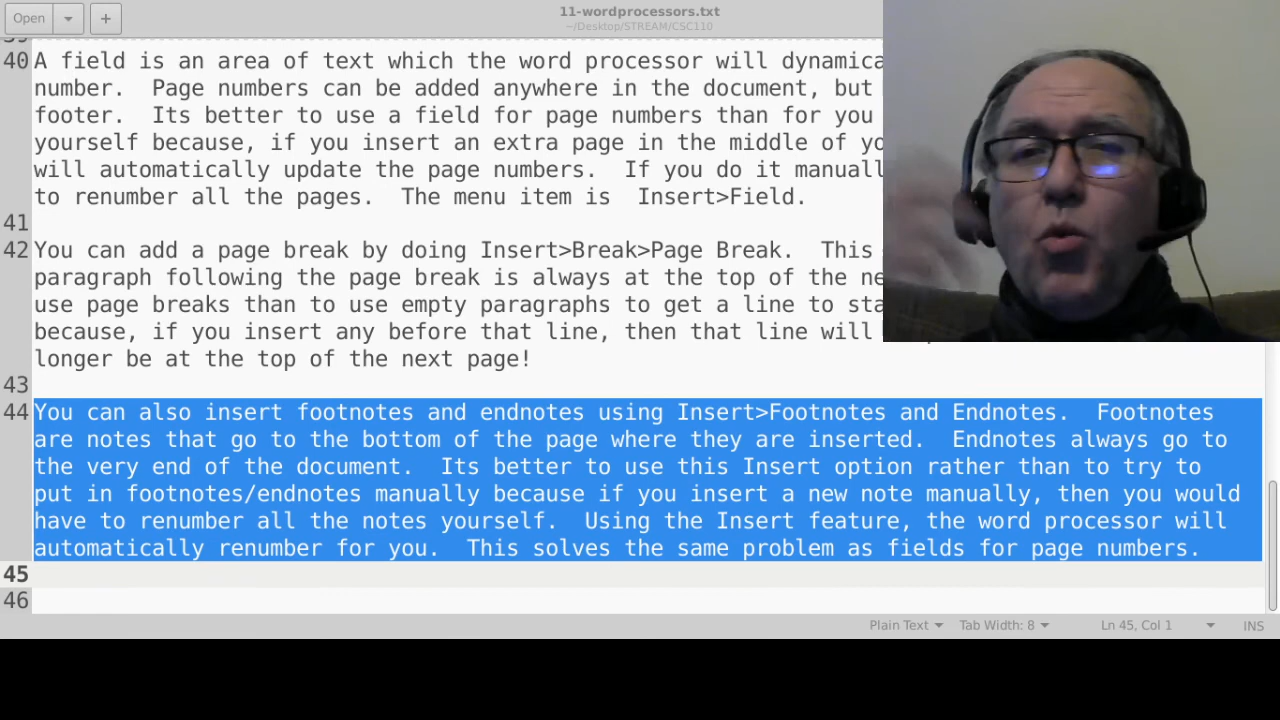 Open
11-wordprocessors.txt
~/Desktop/STREAM/CSC110
40 A field is an area of text which the word processor will dynamica
number.  Page numbers can be added anywhere in the document, but
footer.  Its better to use a field for page numbers than for you
yourself because, if you insert an extra page in the middle of yo
will automatically update the page numbers.  If you do it manuall
to renumber all the pages.  The menu item is  Insert>Field.
41
42 You can add a page break by doing Insert>Break>Page Break.  This
paragraph following the page break is always at the top of the ne
use page breaks than to use empty paragraphs to get a line to sta
because, if you insert any before that line, then that line will
longer be at the top of the next page!
43
44 You can also insert footnotes and endnotes using Insert>Footnotes and Endnotes.  Footnotes
are notes that go to the bottom of the page where they are inserted.  Endnotes always go to
the very end of the document.  Its better to use this Insert option rather than to try to
put in footnotes/endnotes manually because if you insert a new note manually, then you would
have to renumber all the notes yourself.  Using the Insert feature, the word processor will
automatically renumber for you.  This solves the same problem as fields for page numbers.
45
46
Plain Text Tab Width: 8 Ln 45, Col 1 INS